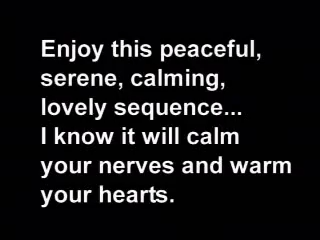 Enjoy this peaceful,
serene, calming,
lovely sequence...
I know it will calm
your nerves and warm
your hearts.